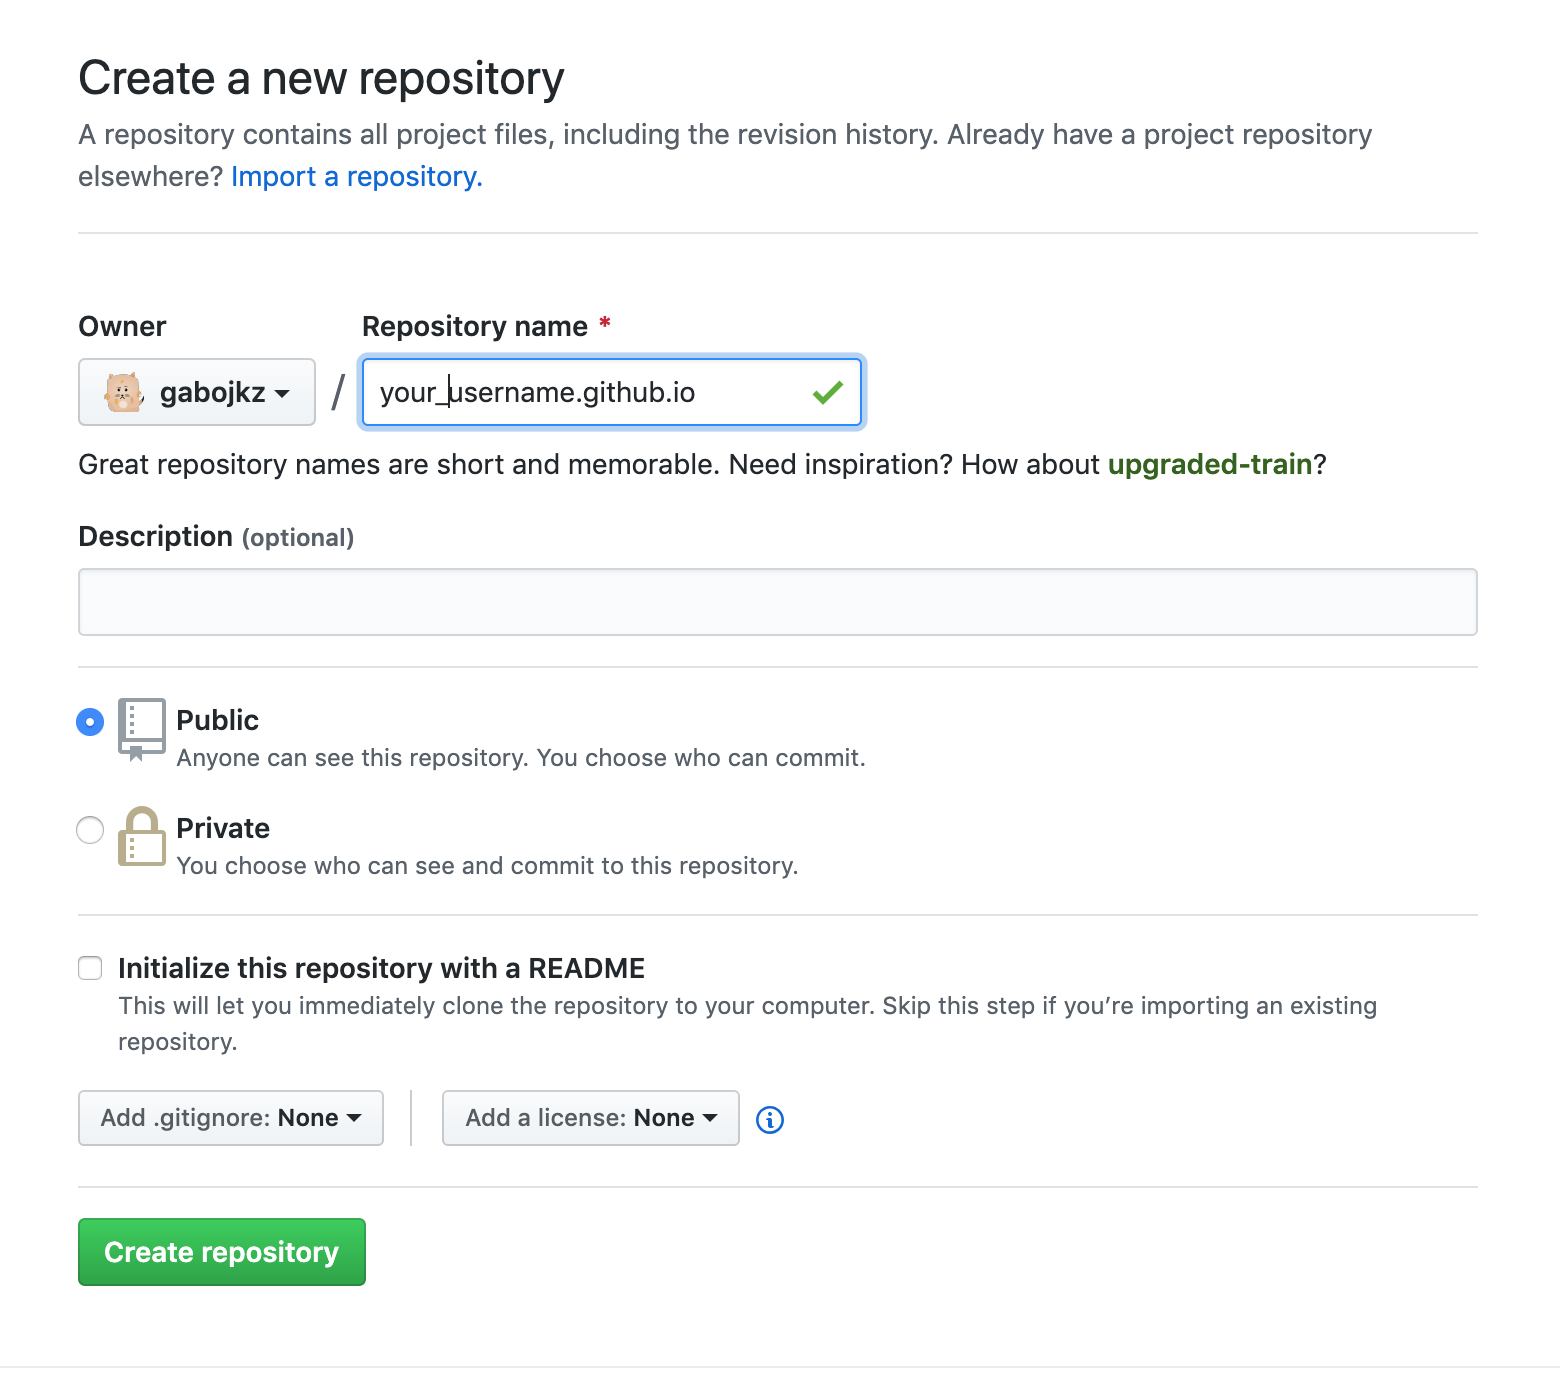 Create a new repository
A repository contains all project files, including the revision history. Already have a project repository
elsewhere? Import a repository.
Owner
Repository name *
gabojkz
/
your_username.github.io
Great repository names are short and memorable. Need inspiration? How about upgraded-train?
Description (optional)
Public
Anyone can see this repository. You choose who can commit.
Private
You choose who can see and commit to this repository.
Initialize this repository with a README
This will let you immediately clone the repository to your computer. Skip this step if you’re importing an existing
repository.
Add .gitignore: None
Add a license: None
Create repository